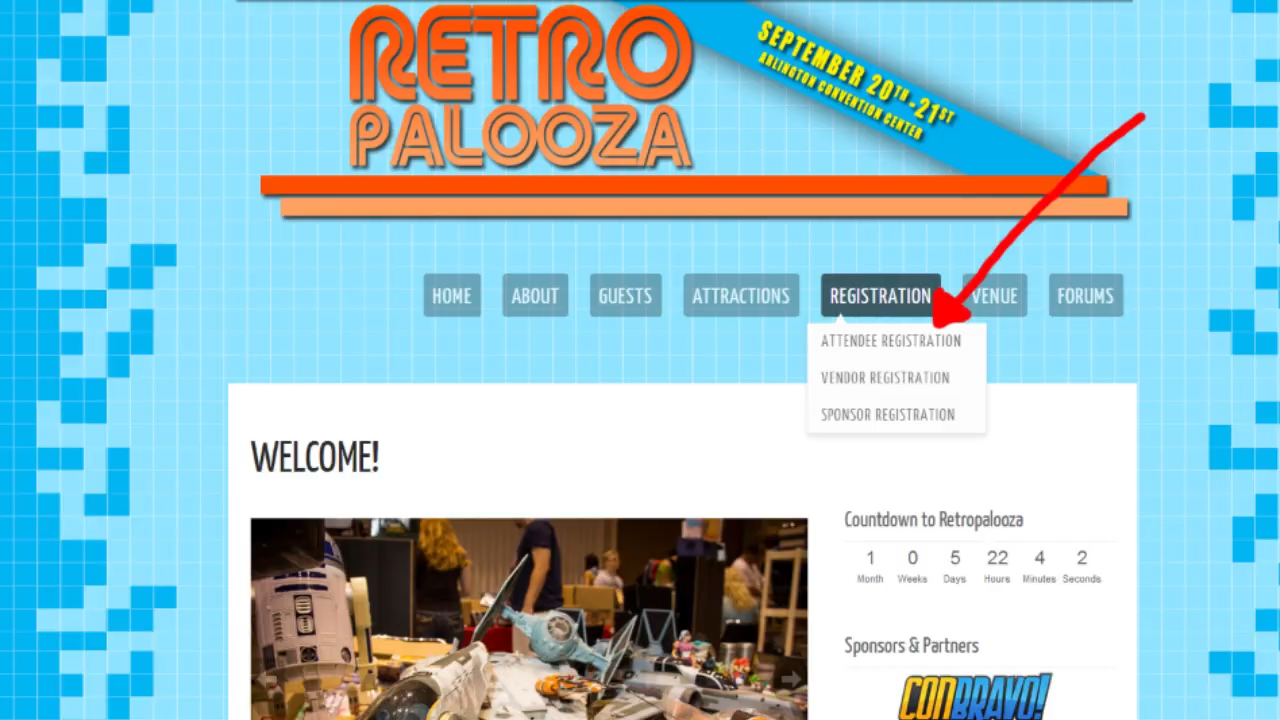 RETRO
PALOOZA
SEPTEMBER 20TH-21ST
ARLINGTON CONVENTION CENTER
HOME ABOUT GUESTS ATTRACTIONS REGISTRATION VENUE FORUMS
ATTENDEE REGISTRATION
VENDOR REGISTRATION
SPONSOR REGISTRATION
WELCOME!
Countdown to Retropalooza
1 0 5 22 4 2
Month Weeks Days Hours Minutes Seconds
Sponsors & Partners
CONBRAVO!